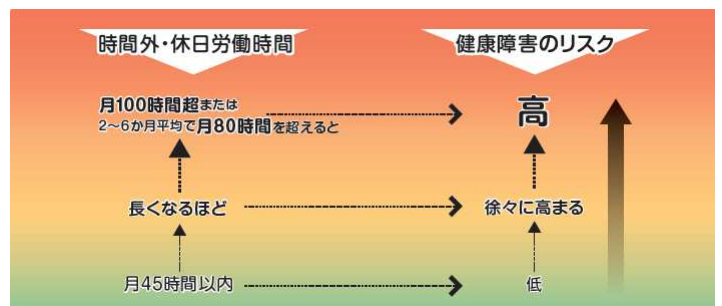 時間外・休日労働時間
健康障害のリスク
月100時間超または
2〜6か月平均で月80時間を超えると
高
長くなるほど
徐々に高まる
月45時間以内
低